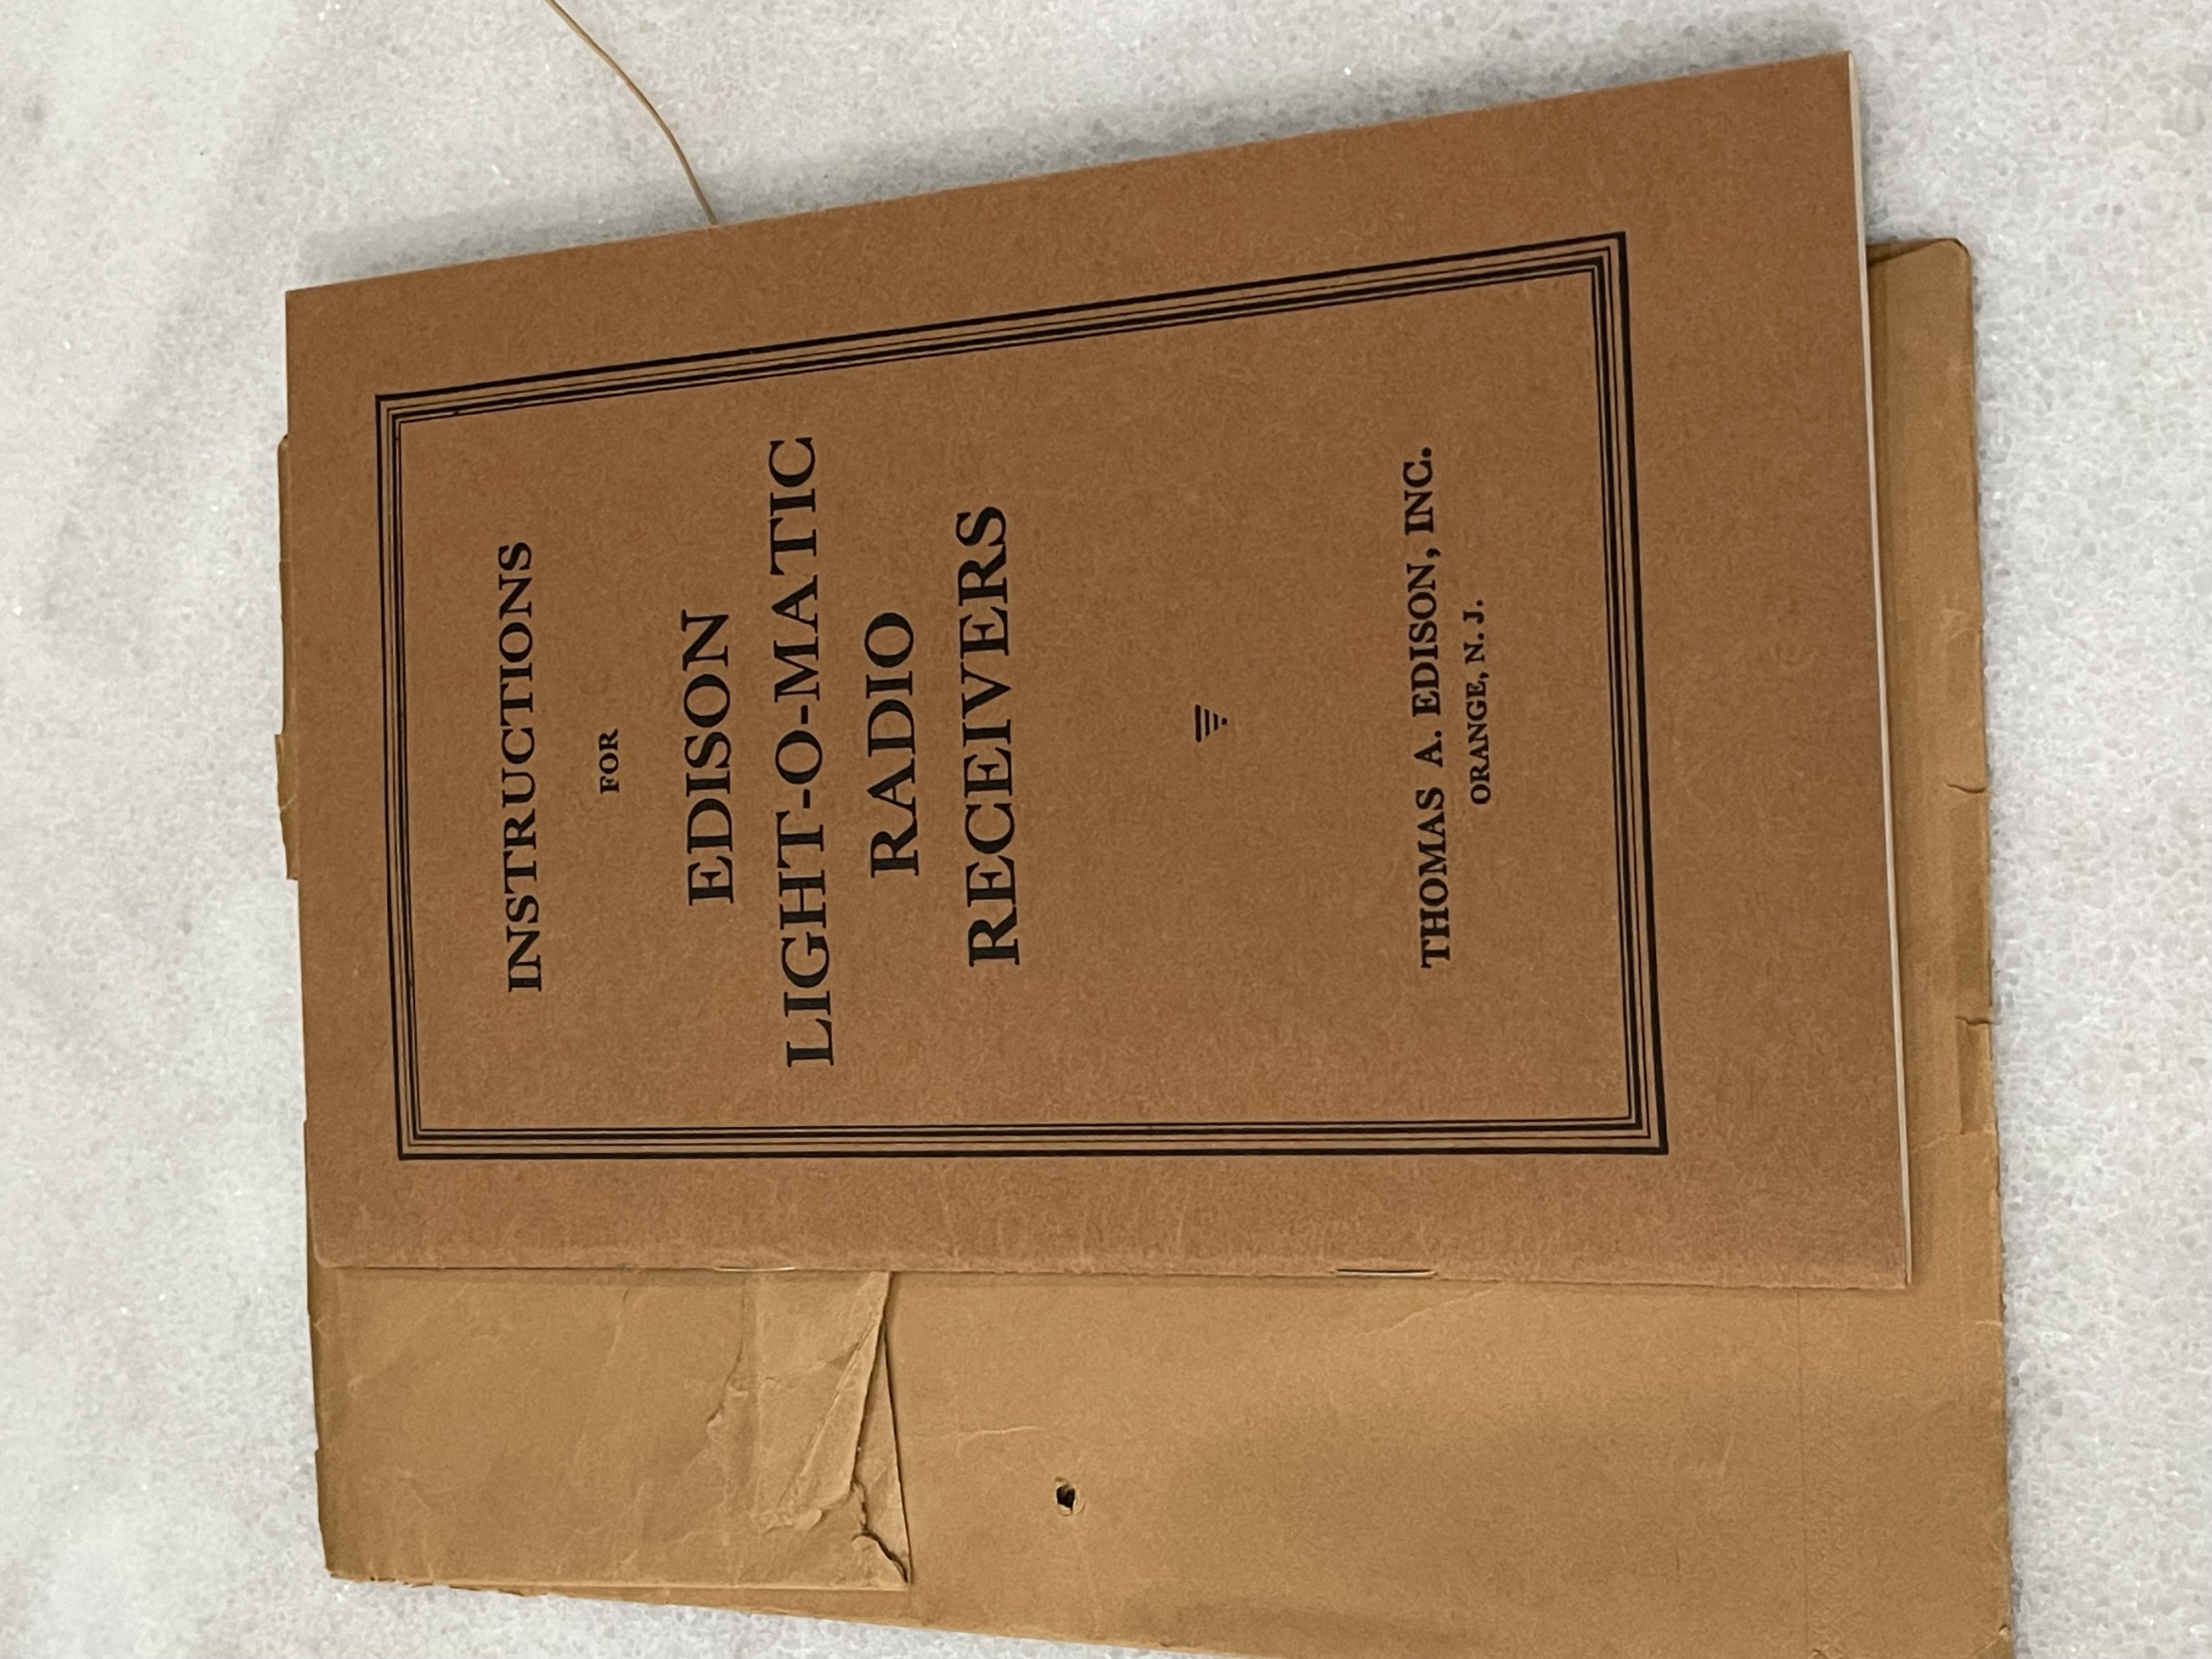 INSTRUCTIONS
FOR
EDISON
LIGHT-O-MATIC
RADIO
RECEIVERS
THOMAS A. EDISON, INC.
ORANGE, N. J.